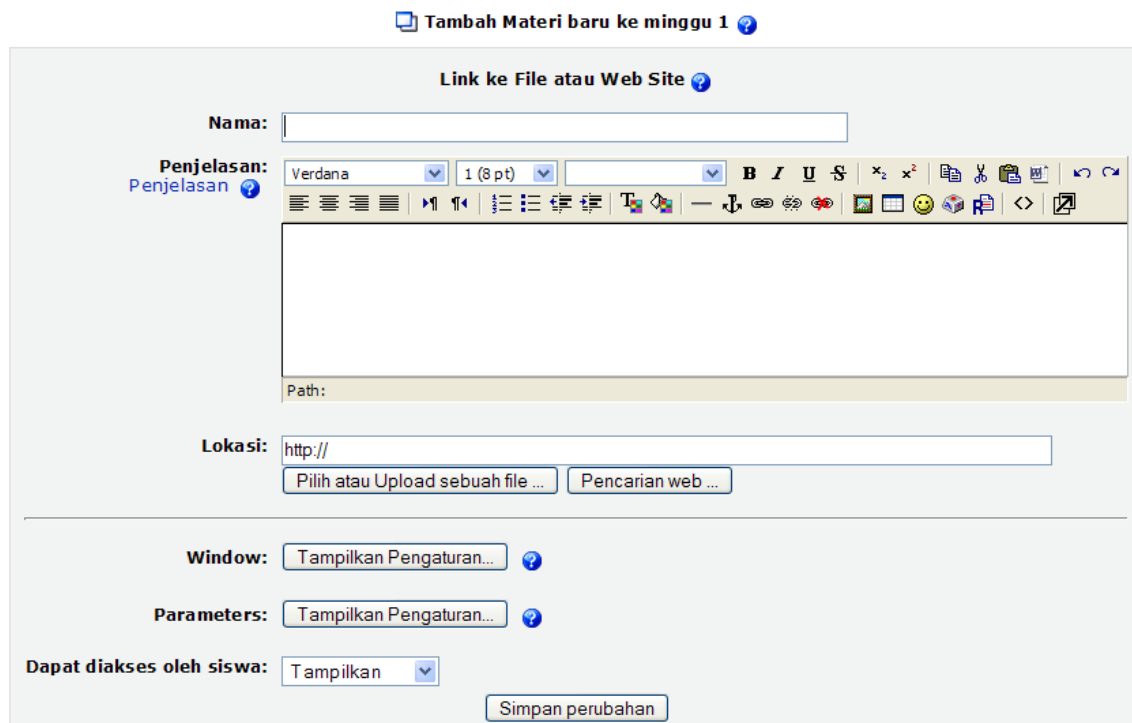 Tambah Materi baru ke minggu 1
Link ke File atau Web Site
Nama:
Penjelasan:
Penjelasan
Verdana 1 (8 pt) B I U S x₂ x²
Path:
Lokasi: http://
Pilih atau Upload sebuah file ... Pencarian web ...
Window: Tampilkan Pengaturan...
Parameters: Tampilkan Pengaturan...
Dapat diakses oleh siswa: Tampilkan
Simpan perubahan